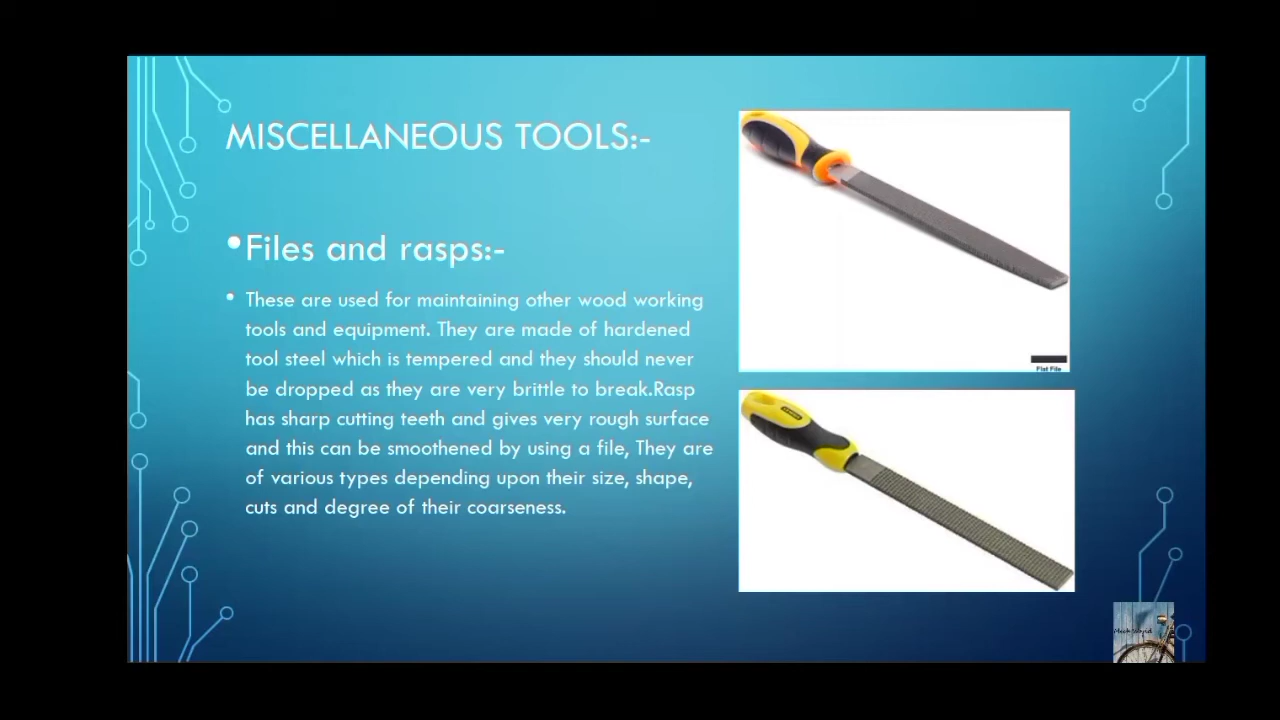 MISCELLANEOUS TOOLS:-
•Files and rasps:-
• These are used for maintaining other wood working
tools and equipment. They are made of hardened
tool steel which is tempered and they should never
be dropped as they are very brittle to break.Rasp
has sharp cutting teeth and gives very rough surface
and this can be smoothened by using a file, They are
of various types depending upon their size, shape,
cuts and degree of their coarseness.
Flat File